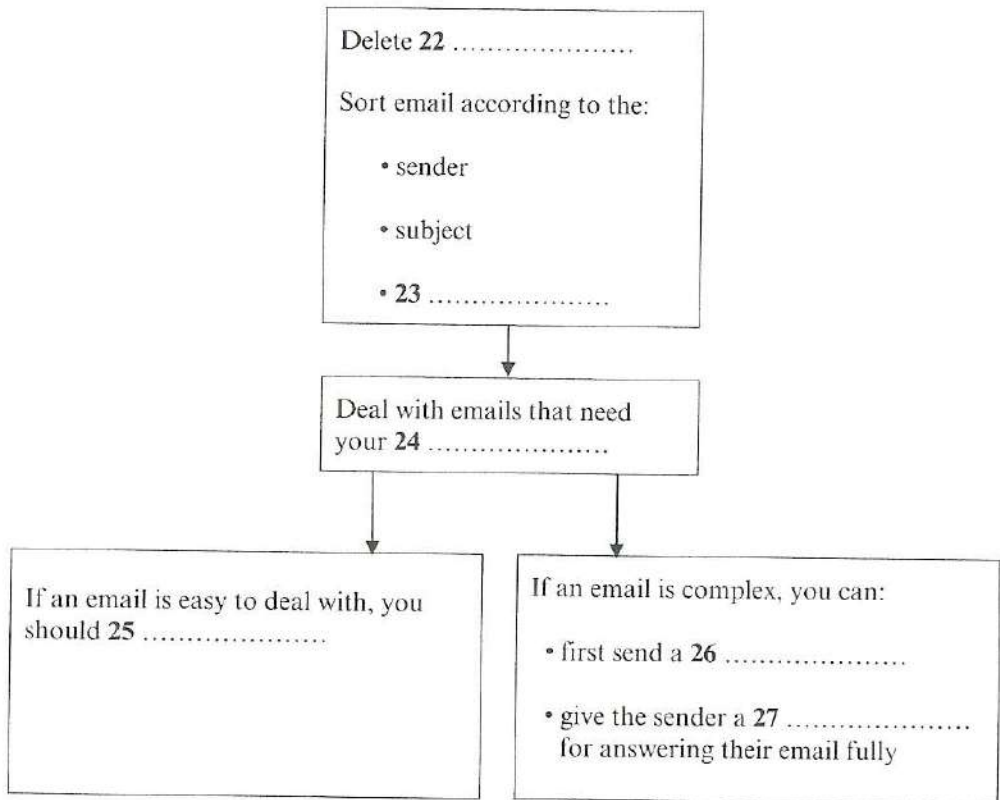 Delete 22 .....................
Sort email according to the:
• sender
• subject
• 23 .....................
Deal with emails that need
your 24 .....................
If an email is easy to deal with, you
should 25 .....................
If an email is complex, you can:
• first send a 26 .....................
• give the sender a 27 .....................
for answering their email fully